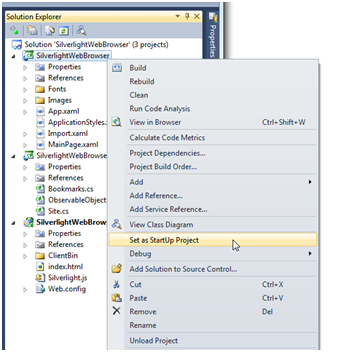 Solution Explorer
Properties
Solution 'SilverlightWebBrowser' (3 projects)
SilverlightWebBrowser
Properties
References
Fonts
Images
App.xaml
ApplicationStyles.
Import.xaml
MainPage.xaml
SilverlightWebBrowse
Properties
References
Bookmarks.cs
ObservableObject
Site.cs
SilverlightWebBro
Properties
References
ClientBin
index.html
Silverlight.js
Web.config
Build
Rebuild
Clean
Run Code Analysis
View in Browser Ctrl+Shift+W
Calculate Code Metrics
Project Dependencies...
Project Build Order...
Add
Add Reference...
Add Service Reference...
View Class Diagram
Set as StartUp Project
Debug
Add Solution to Source Control...
Cut Ctrl+X
Paste Ctrl+V
Remove Del
Rename
Unload Project